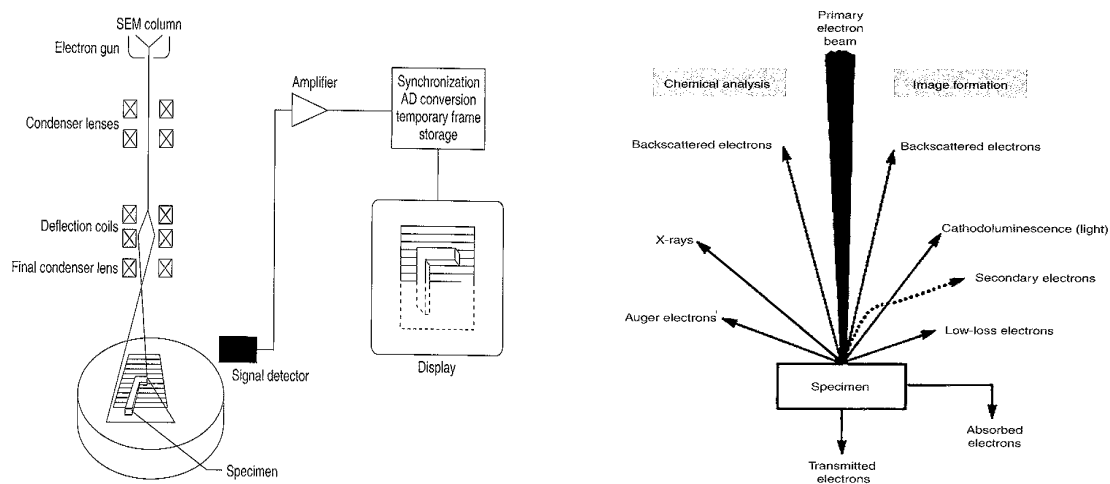 SEM column
Electron gun
Condenser lenses
Deflection coils
Final condenser lens
Amplifier
Synchronization
AD conversion
temporary frame
storage
Signal detector
Display
Specimen
Primary
electron
beam
Chemical analysis
Image formation
Backscattered electrons
Backscattered electrons
X-rays
Cathodoluminescence (light)
Secondary electrons
Auger electrons
Low-loss electrons
Specimen
Absorbed
electrons
Transmitted
electrons